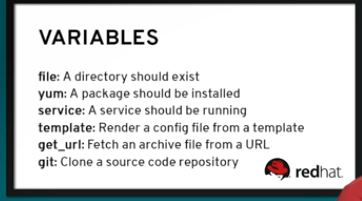 VARIABLES
file: A directory should exist
yum: A package should be installed
service: A service should be running
template: Render a config file from a template
get_url: Fetch an archive file from a URL
git: Clone a source code repository
redhat.